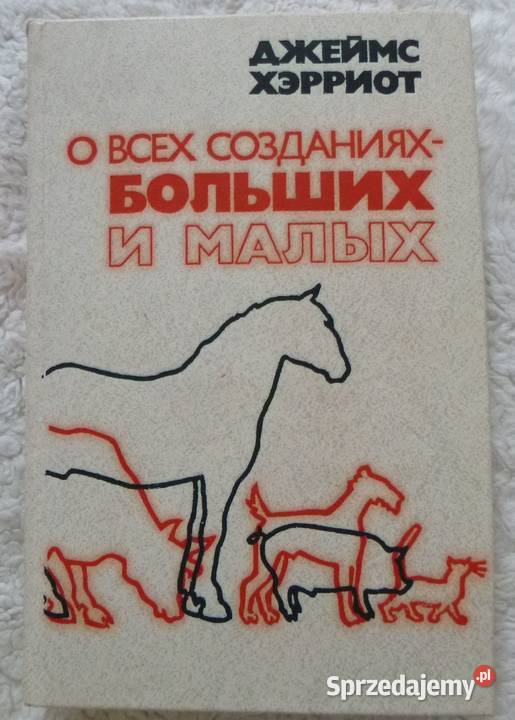 ДЖЕЙМС
ХЭРРИОТ
О ВСЕХ СОЗДАНИЯХ-
БОЛЬШИХ
И МАЛЫХ
Sprzedajemy.pl